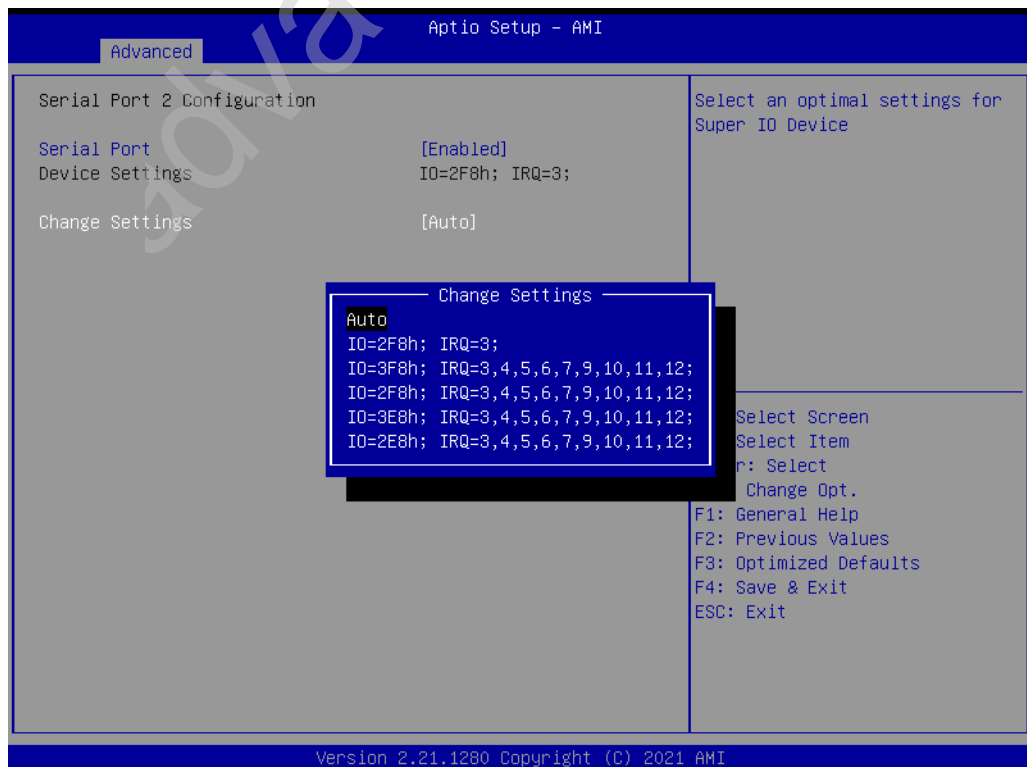 Aptio Setup - AMI
Advanced
Serial Port 2 Configuration
Serial Port [Enabled]
Device Settings IO=2F8h; IRQ=3;
Change Settings [Auto]
Select an optimal settings for
Super IO Device
Change Settings
Auto
IO=2F8h; IRQ=3;
IO=3F8h; IRQ=3,4,5,6,7,9,10,11,12;
IO=2F8h; IRQ=3,4,5,6,7,9,10,11,12;
IO=3E8h; IRQ=3,4,5,6,7,9,10,11,12;
IO=2E8h; IRQ=3,4,5,6,7,9,10,11,12;
Select Screen
Select Item
r: Select
Change Opt.
F1: General Help
F2: Previous Values
F3: Optimized Defaults
F4: Save & Exit
ESC: Exit
Version 2.21.1280 Copyright (C) 2021 AMI
adva